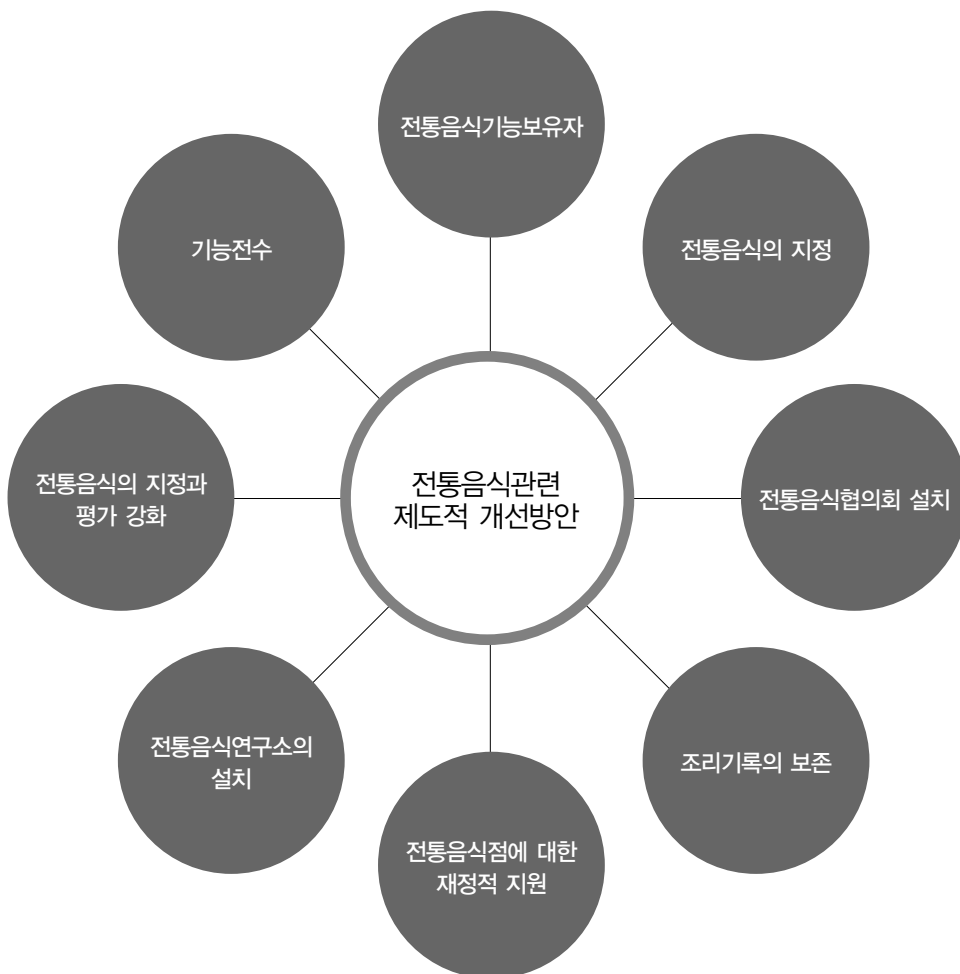 전통음식기능보유자
기능전수
전통음식의 지정
전통음식관련
제도적 개선방안
전통음식의 지정과
평가 강화
전통음식협의회 설치
전통음식연구소의
설치
조리기록의 보존
전통음식점에 대한
재정적 지원